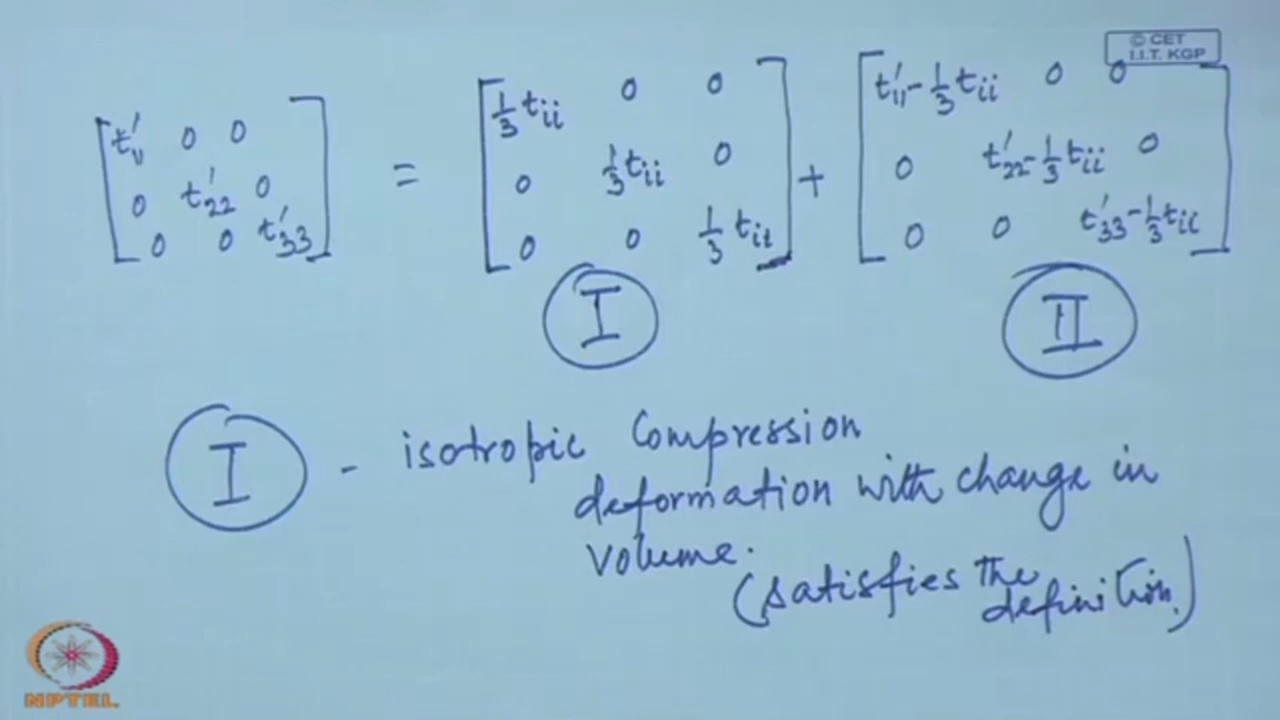 © CET
I.I.T. KGP
t'11 0 0
0 t'22 0
0 0 t'33
=
1/3 tii 0 0
0 1/3 tii 0
0 0 1/3 tii
+
t'11 - 1/3 tii 0 0
0 t'22 - 1/3 tii 0
0 0 t'33 - 1/3 tii
I
II
I - isotropic Compression
deformation with change in
volume.
(satisfies the
definition.)
NPTEL